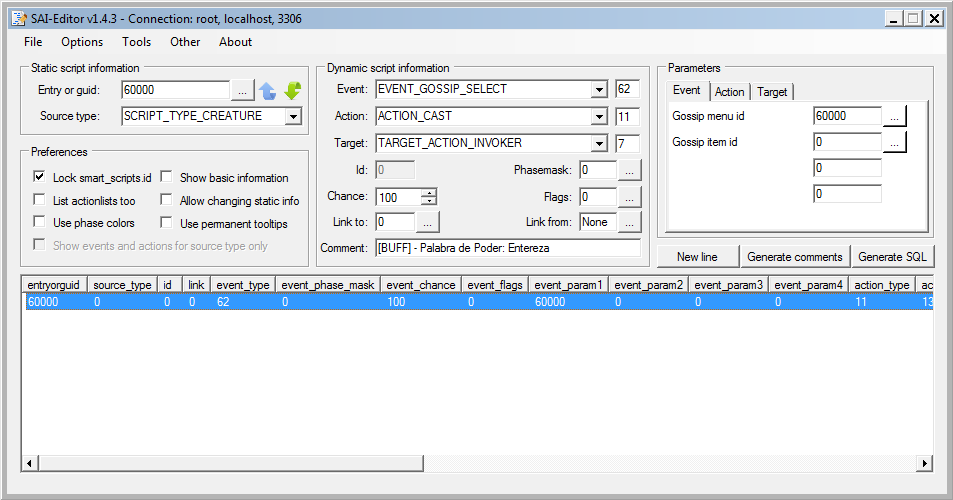 SAI-Editor v1.4.3 - Connection: root, localhost, 3306
File Options Tools Other About
Static script information
Entry or guid: 60000 ...
Source type: SCRIPT_TYPE_CREATURE
Preferences
Lock smart_scripts.id Show basic information
List actionlists too Allow changing static info
Use phase colors Use permanent tooltips
Show events and actions for source type only
Dynamic script information
Event: EVENT_GOSSIP_SELECT 62
Action: ACTION_CAST 11
Target: TARGET_ACTION_INVOKER 7
Id: 0 Phasemask: 0 ...
Chance: 100 Flags: 0 ...
Link to: 0 ... Link from: None ...
Comment: [BUFF] - Palabra de Poder: Entereza
Parameters
Event Action Target
Gossip menu id 60000 ...
Gossip item id 0 ...
0
0
New line Generate comments Generate SQL
entryorguid source_type id link event_type event_phase_mask event_chance event_flags event_param1 event_param2 event_param3 event_param4 action_type ac
60000 0 0 0 62 0 100 0 60000 0 0 0 11 13